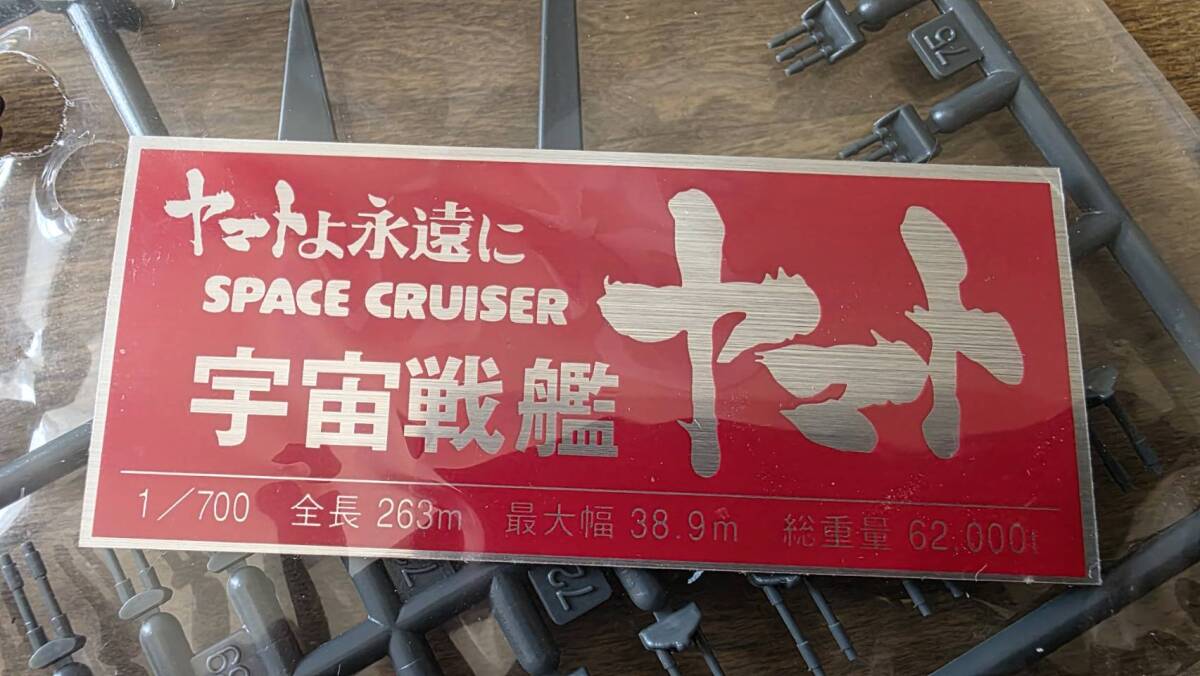 ヤマトよ永遠に
SPACE CRUISER
宇宙戦艦
ヤマト
1/700 全長 263m 最大幅 38.9m 総重量 62,000t
75